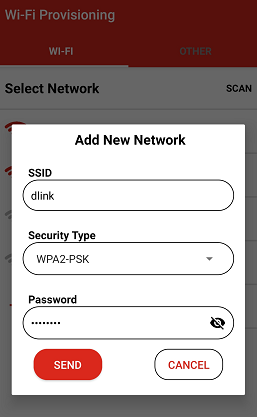 Wi-Fi Provisioning
WI-FI
OTHER
Select Network
SCAN
Add New Network
SSID
dlink
Security Type
WPA2-PSK
Password
••••••••
SEND
CANCEL